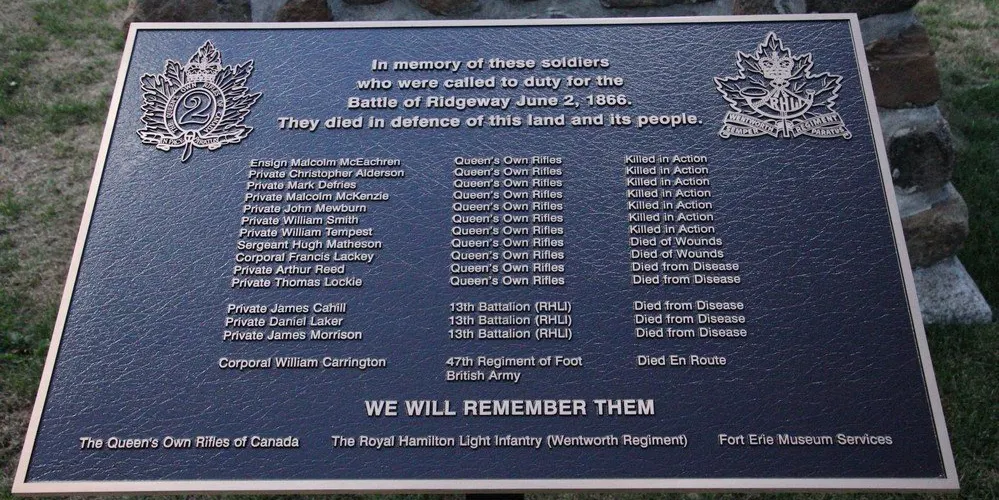 In memory of these soldiers
who were called to duty for the
Battle of Ridgeway June 2, 1866.
They died in defence of this land and its people.
2
RHLI
WENTWORTH REGIMENT
SEMPER PARATUS
Ensign Malcolm McEachren Queen's Own Rifles Killed in Action
Private Christopher Alderson Queen's Own Rifles Killed in Action
Private Mark Defries Queen's Own Rifles Killed in Action
Private Malcolm McKenzie Queen's Own Rifles Killed in Action
Private John Mewburn Queen's Own Rifles Killed in Action
Private William Smith Queen's Own Rifles Killed in Action
Private William Tempest Queen's Own Rifles Killed in Action
Sergeant Hugh Matheson Queen's Own Rifles Died of Wounds
Corporal Francis Lackey Queen's Own Rifles Died of Wounds
Private Arthur Reed Queen's Own Rifles Died from Disease
Private Thomas Lockie Queen's Own Rifles Died from Disease
Private James Cahill 13th Battalion (RHLI) Died from Disease
Private Daniel Laker 13th Battalion (RHLI) Died from Disease
Private James Morrison 13th Battalion (RHLI) Died from Disease
Corporal William Carrington 47th Regiment of Foot Died En Route
British Army
WE WILL REMEMBER THEM
The Queen's Own Rifles of Canada The Royal Hamilton Light Infantry (Wentworth Regiment) Fort Erie Museum Services